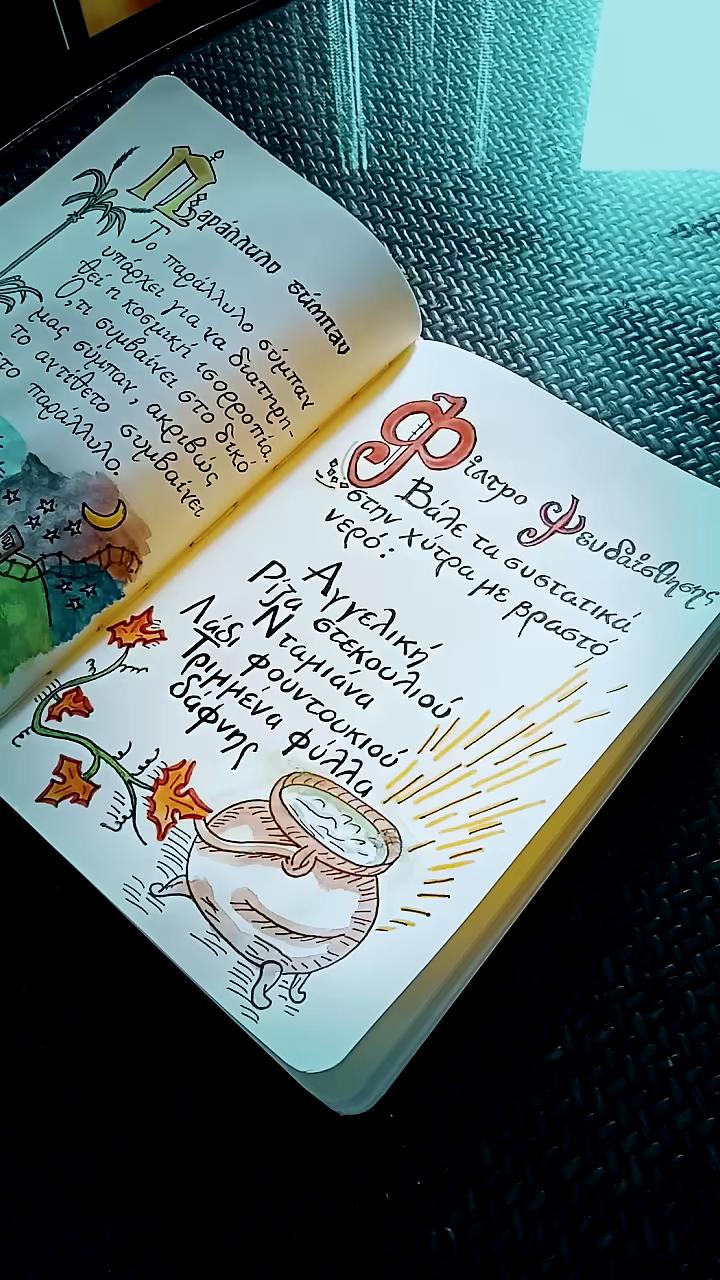 Παράλληλο σύμπαν
Το παράλληλο σύμπαν
υπάρχει για να διατηρη-
θεί η κοσμική ισορροπία.
Ό,τι συμβαίνει στο δικό
μας σύμπαν, ακριβώς
το αντίθετο συμβαίνει
στο παράλληλο.
Φίλτρο Ψευδαίσθησης
Βάλε τα συστατικά
στην χύτρα με βραστό
νερό:
Αγγελική
Ρίζα στεκουλιού
Νταμιάνα
Λάδι φουντουκιού
Τριμμένα φύλλα
δάφνης